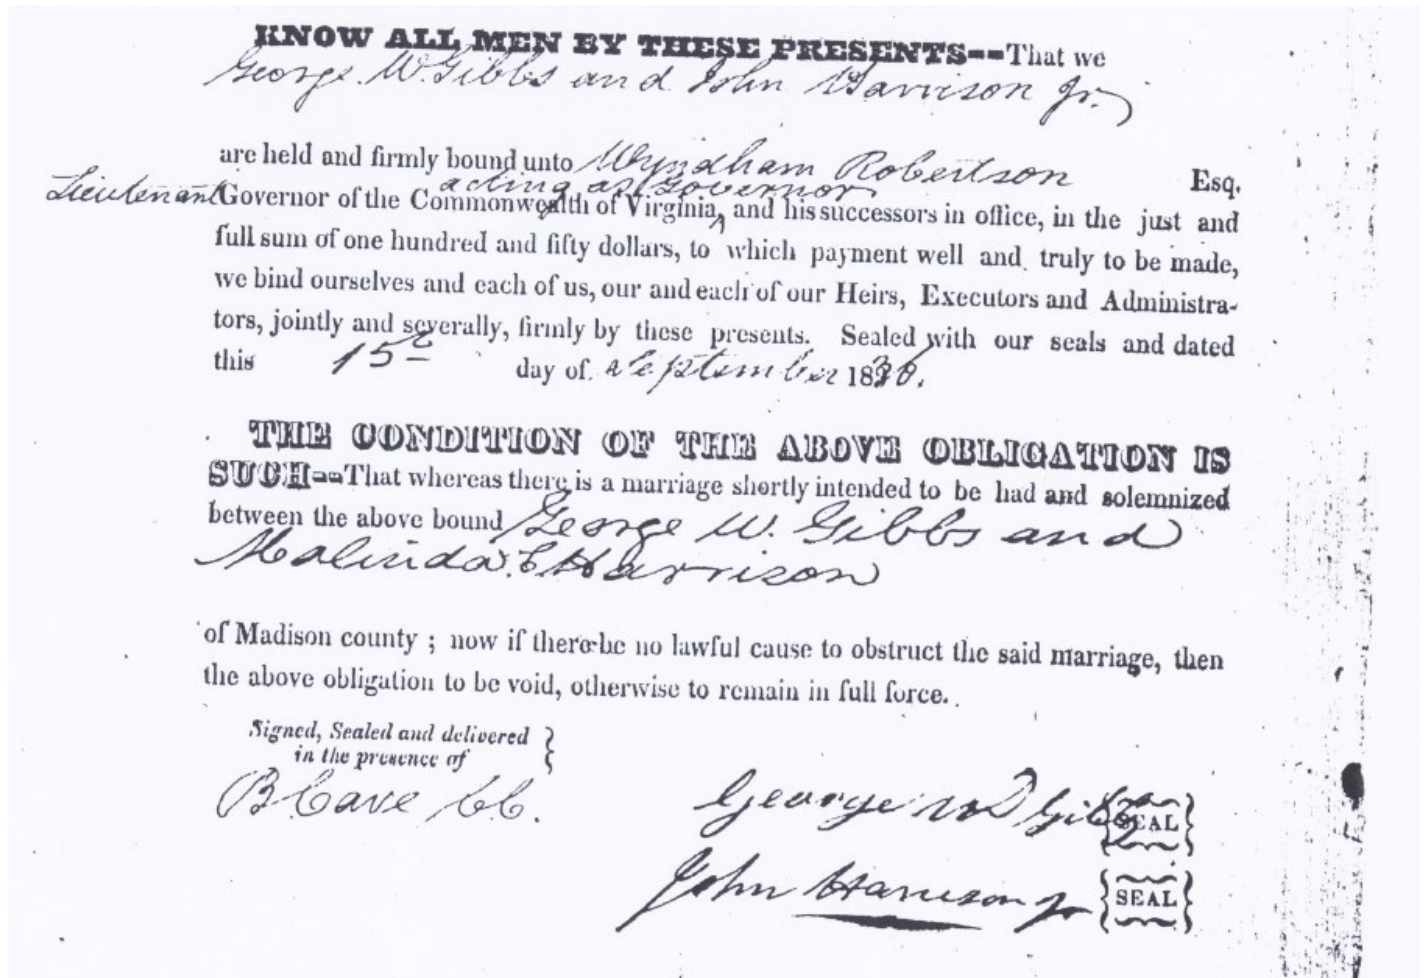 KNOW ALL MEN BY THESE PRESENTS--That we
George W. Gibbs and John Harrison Jr.
are held and firmly bound unto Wyndham Robertson Esq.
acting as Governor
Lieutenant Governor of the Commonwealth of Virginia, and his successors in office, in the just and
full sum of one hundred and fifty dollars, to which payment well and truly to be made,
we bind ourselves and each of us, our and each of our Heirs, Executors and Administra-
tors, jointly and severally, firmly by these presents. Sealed with our seals and dated
this 15 day of September 1836.
THE CONDITION OF THE ABOVE OBLIGATION IS
SUCH--That whereas there is a marriage shortly intended to be had and solemnized
between the above bound George W. Gibbs and
Malinda Harrison
of Madison county ; now if there be no lawful cause to obstruct the said marriage, then
the above obligation to be void, otherwise to remain in full force.
Signed, Sealed and delivered
in the presence of
B Cave CC.
George W Gibbs SEAL
John Harrison Jr SEAL